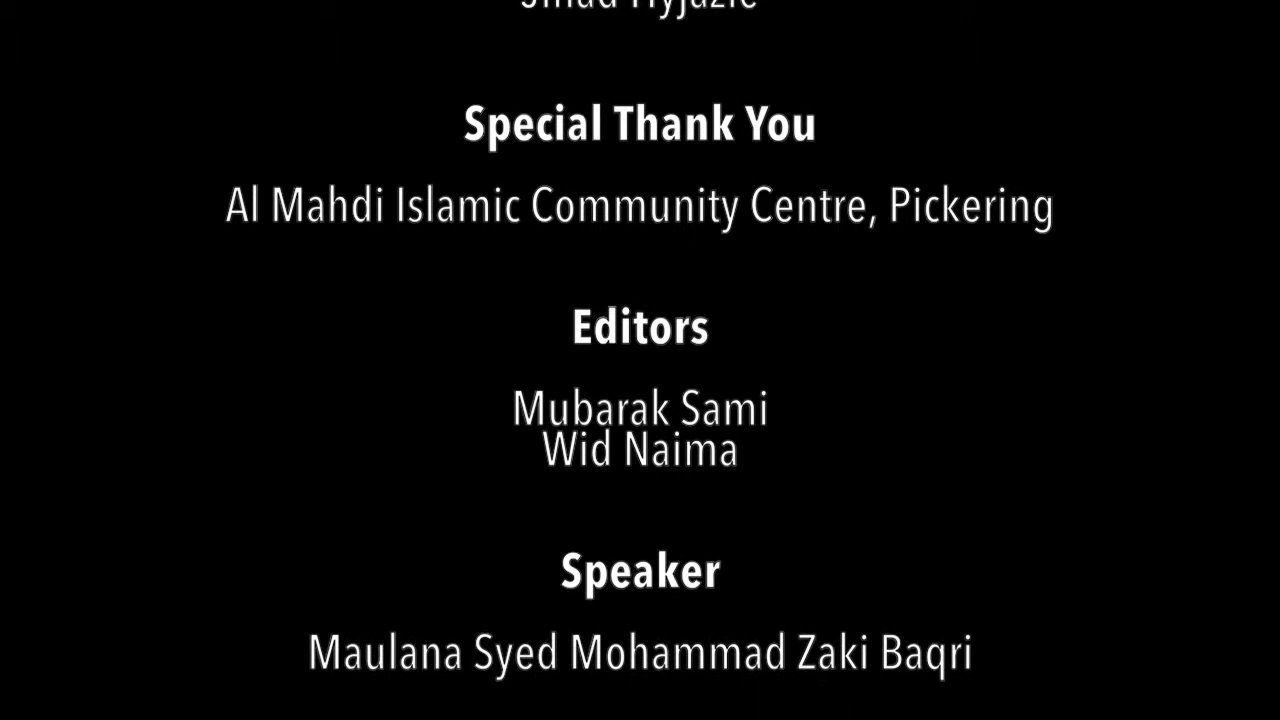 Special Thank You
Al Mahdi Islamic Community Centre, Pickering
Editors
Mubarak Sami
Wid Naima
Speaker
Maulana Syed Mohammad Zaki Baqri